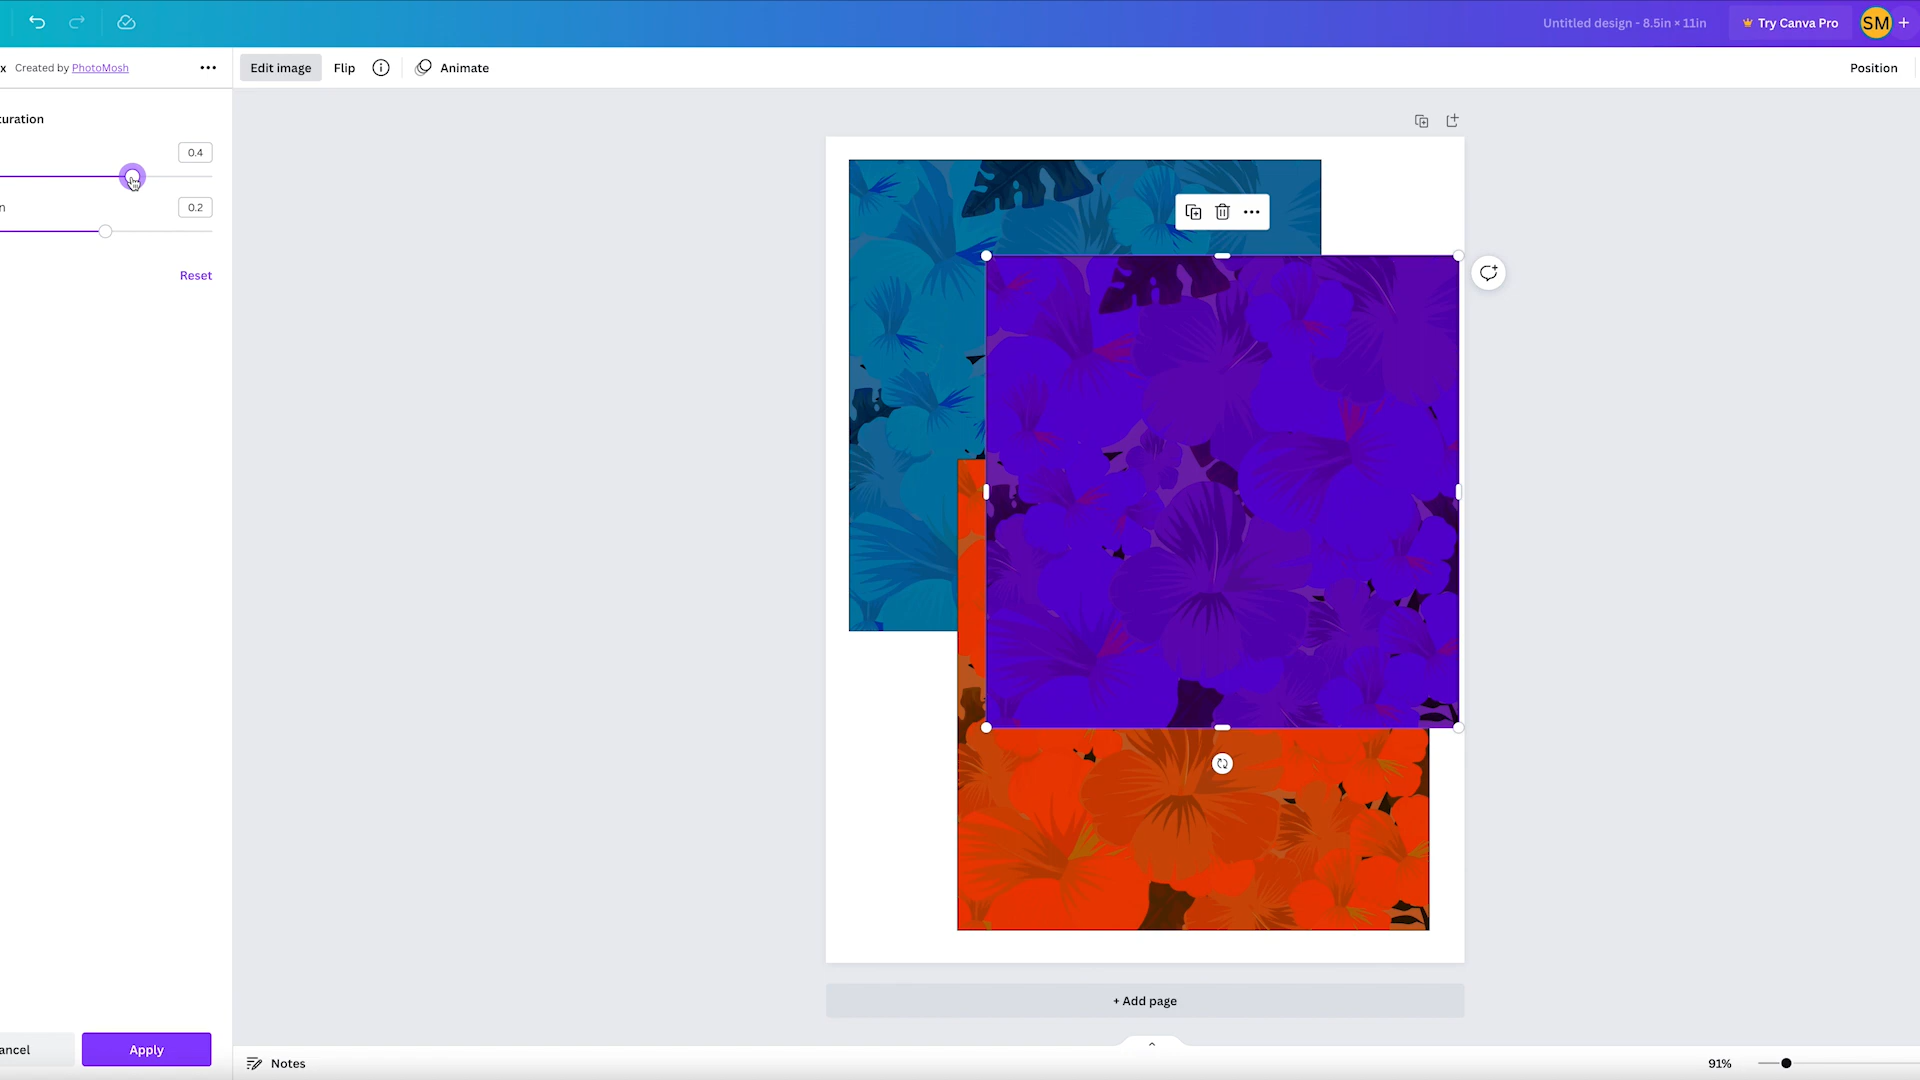 Untitled design - 8.5in × 11in
Try Canva Pro
SM
x Created by PhotoMosh
Edit image
Flip
Animate
Position
uration
0.4
n
0.2
Reset
+ Add page
ancel
Apply
Notes
91%